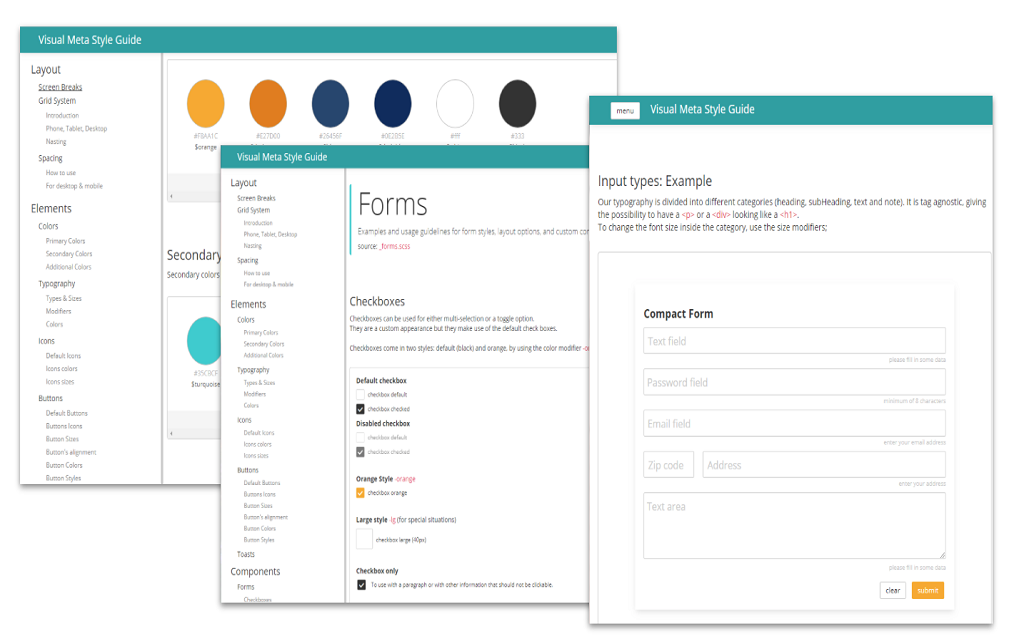 Visual Meta Style Guide
Layout
Screen Breaks
Grid System
Introduction
Phone, Tablet, Desktop
Nasting
Spacing
How to use
For desktop & mobile
Elements
Colors
Primary Colors
Secondary Colors
Additional Colors
Typography
Types & Sizes
Modifiers
Colors
Icons
Default Icons
Icons colors
Icons sizes
Buttons
Default Buttons
Buttons Icons
Button Sizes
Button's alignment
Button Colors
Button Styles
#fff
#333
$orange
Secondary
Secondary colors
$turquoise
Visual Meta Style Guide
Layout
Screen Breaks
Grid System
Introduction
Phone, Tablet, Desktop
Nasting
Spacing
How to use
For desktop & mobile
Elements
Colors
Primary Colors
Secondary Colors
Additional Colors
Typography
Types & Sizes
Modifiers
Colors
Icons
Default Icons
Icons colors
Icons sizes
Buttons
Default Buttons
Buttons Icons
Button Sizes
Button's alignment
Button Colors
Button Styles
Toasts
Components
Forms
Checkboxes
Forms
Examples and usage guidelines for form styles, layout options, and custom
source: _forms.scss
Checkboxes
Checkboxes can be used for either multi-selection or a toggle option.
They are a custom appearance but they make use of the default check boxes.
Checkboxes come in two styles: default (black) and orange, by using the color modifier
Default checkbox
checkbox default
checkbox checked
Disabled checkbox
checkbox default
checkbox checked
Orange Style -orange
checkbox orange
Large style -lg (for special situations)
checkbox large (40px)
Checkbox only
To use with a paragraph or with other information that should not be clickable.
menu
Visual Meta Style Guide
Input types: Example
Our typography is divided into different categories (heading, subHeading, text and note). It is tag agnostic, giving
the possibility to have a <p> or a <div> looking like a <h1>.
To change the font size inside the category, use the size modifiers;
Compact Form
Text field
please fill in some data
Password field
minimum of 8 characters
Email field
enter your email address
Zip code Address
enter your address
Text area
please fill in some data
clear submit